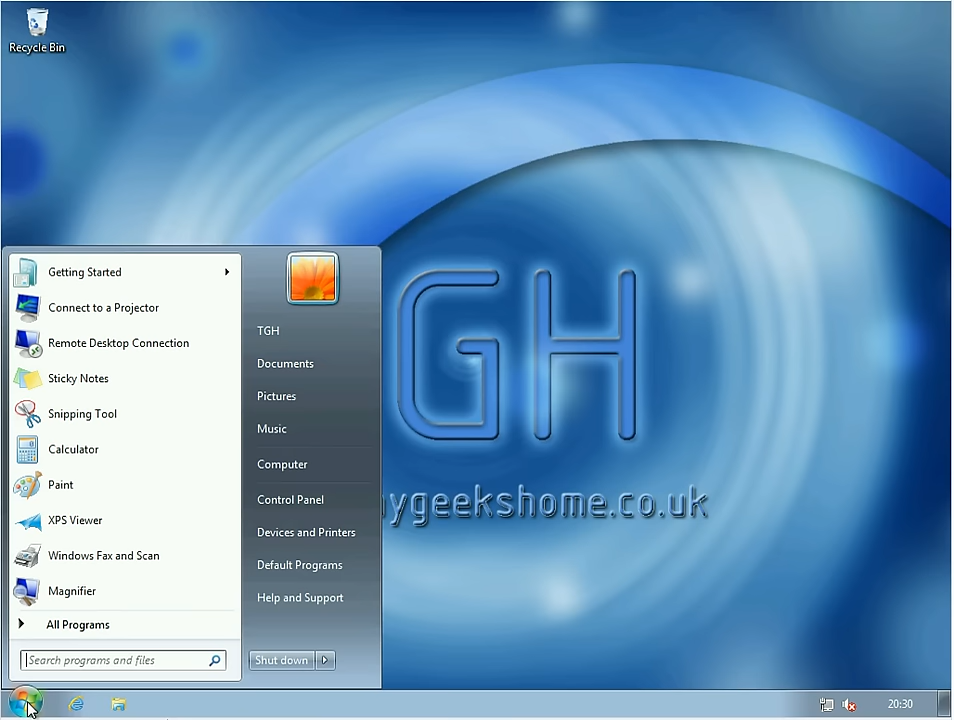 Recycle Bin
Getting Started
Connect to a Projector
Remote Desktop Connection
Sticky Notes
Snipping Tool
Calculator
Paint
XPS Viewer
Windows Fax and Scan
Magnifier
All Programs
Search programs and files
TGH
Documents
Pictures
Music
Computer
Control Panel
Devices and Printers
Default Programs
Help and Support
Shut down
GH
ygeekshome.co.uk
20:30